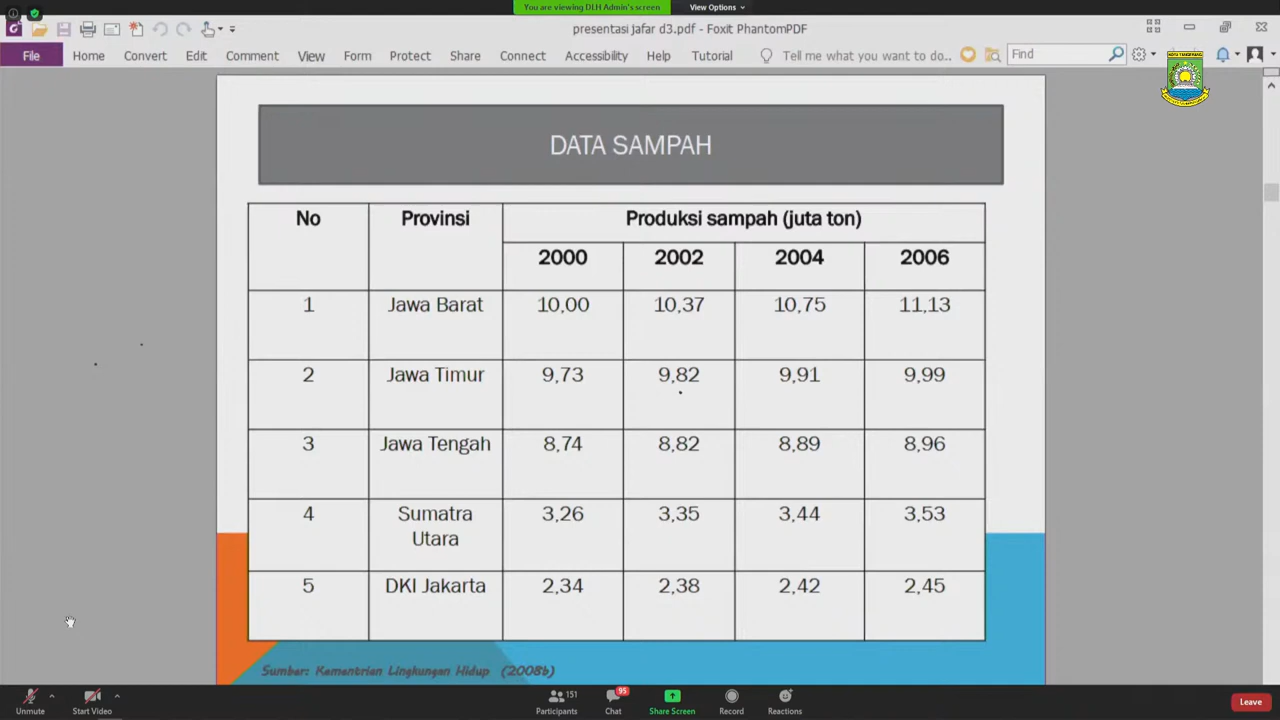 You are viewing DLH Admin's screen
View Options
presentasi jafar d3.pdf - Foxit PhantomPDF
File Home Convert Edit Comment View Form Protect Share Connect Accessibility Help Tutorial Tell me what you want to do.. Find
DATA SAMPAH
No Provinsi Produksi sampah (juta ton)
2000 2002 2004 2006
1 Jawa Barat 10,00 10,37 10,75 11,13
2 Jawa Timur 9,73 9,82 9,91 9,99
3 Jawa Tengah 8,74 8,82 8,89 8,96
4 Sumatra Utara 3,26 3,35 3,44 3,53
5 DKI Jakarta 2,34 2,38 2,42 2,45
Sumber: Kementrian Lingkungan Hidup (2008b)
Unmute Start Video Participants 151 Chat 95 Share Screen Record Reactions Leave